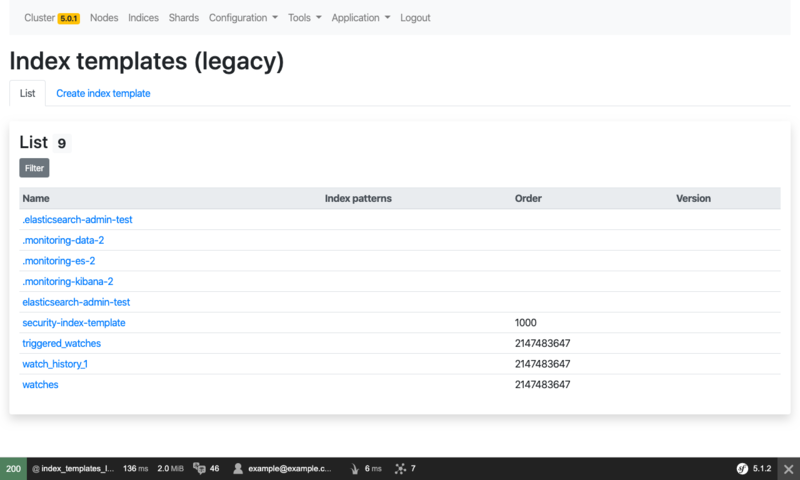 Cluster 5.0.1 Nodes Indices Shards Configuration Tools Application Logout
Index templates (legacy)
List Create index template
List 9
Filter
Name Index patterns Order Version
.elasticsearch-admin-test
.monitoring-data-2
.monitoring-es-2
.monitoring-kibana-2
elasticsearch-admin-test
security-index-template 1000
triggered_watches 2147483647
watch_history_1 2147483647
watches 2147483647
200 @ index_templates_l... 136 ms 2.0 MiB 46 example@example.c... 6 ms 7 sf 5.1.2